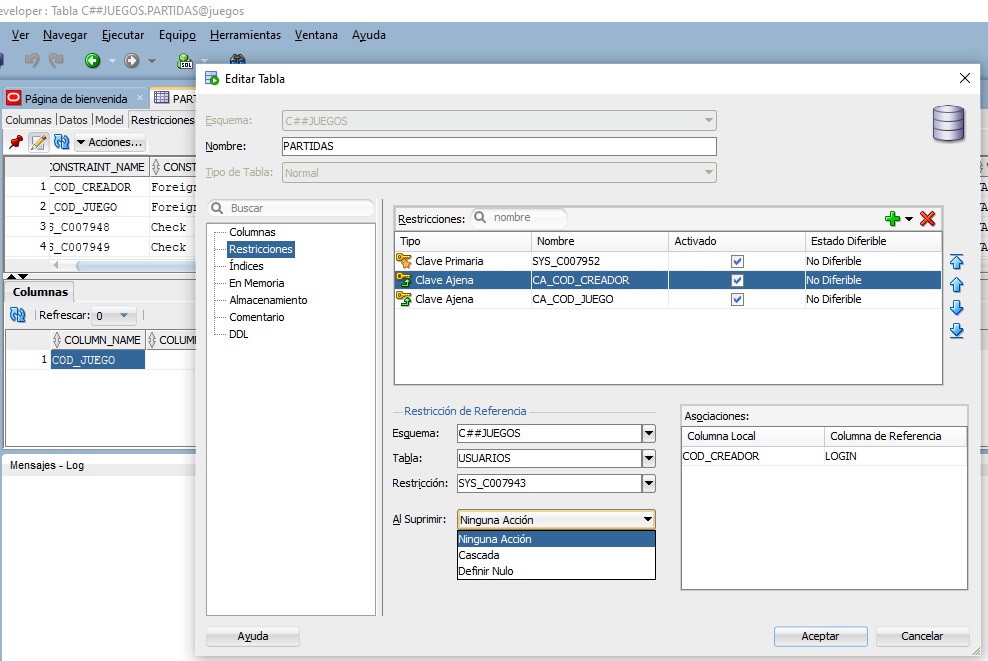 eveloper : Tabla C##JUEGOS.PARTIDAS@juegos
Ver Navegar Ejecutar Equipo Herramientas Ventana Ayuda
SQL
Página de bienvenida
PART
Columnas Datos Model Restricciones
Acciones...
CONSTRAINT_NAME CONST
1 _COD_CREADOR Foreign
2 _COD_JUEGO Foreign
3 S_C007948 Check
4 S_C007949 Check
Columnas
Refrescar: 0
COLUMN_NAME COLUM
1 COD_JUEGO
Mensajes - Log
Editar Tabla
Esquema: C##JUEGOS
Nombre: PARTIDAS
Tipo de Tabla: Normal
Buscar
Columnas
Restricciones
Índices
En Memoria
Almacenamiento
Comentario
DDL
Restricciones: nombre
Tipo Nombre Activado Estado Diferible
Clave Primaria SYS_C007952 No Diferible
Clave Ajena CA_COD_CREADOR No Diferible
Clave Ajena CA_COD_JUEGO No Diferible
Restricción de Referencia
Esquema: C##JUEGOS
Tabla: USUARIOS
Restricción: SYS_C007943
Al Suprimir: Ninguna Acción
Ninguna Acción
Cascada
Definir Nulo
Asociaciones:
Columna Local Columna de Referencia
COD_CREADOR LOGIN
Ayuda Aceptar Cancelar